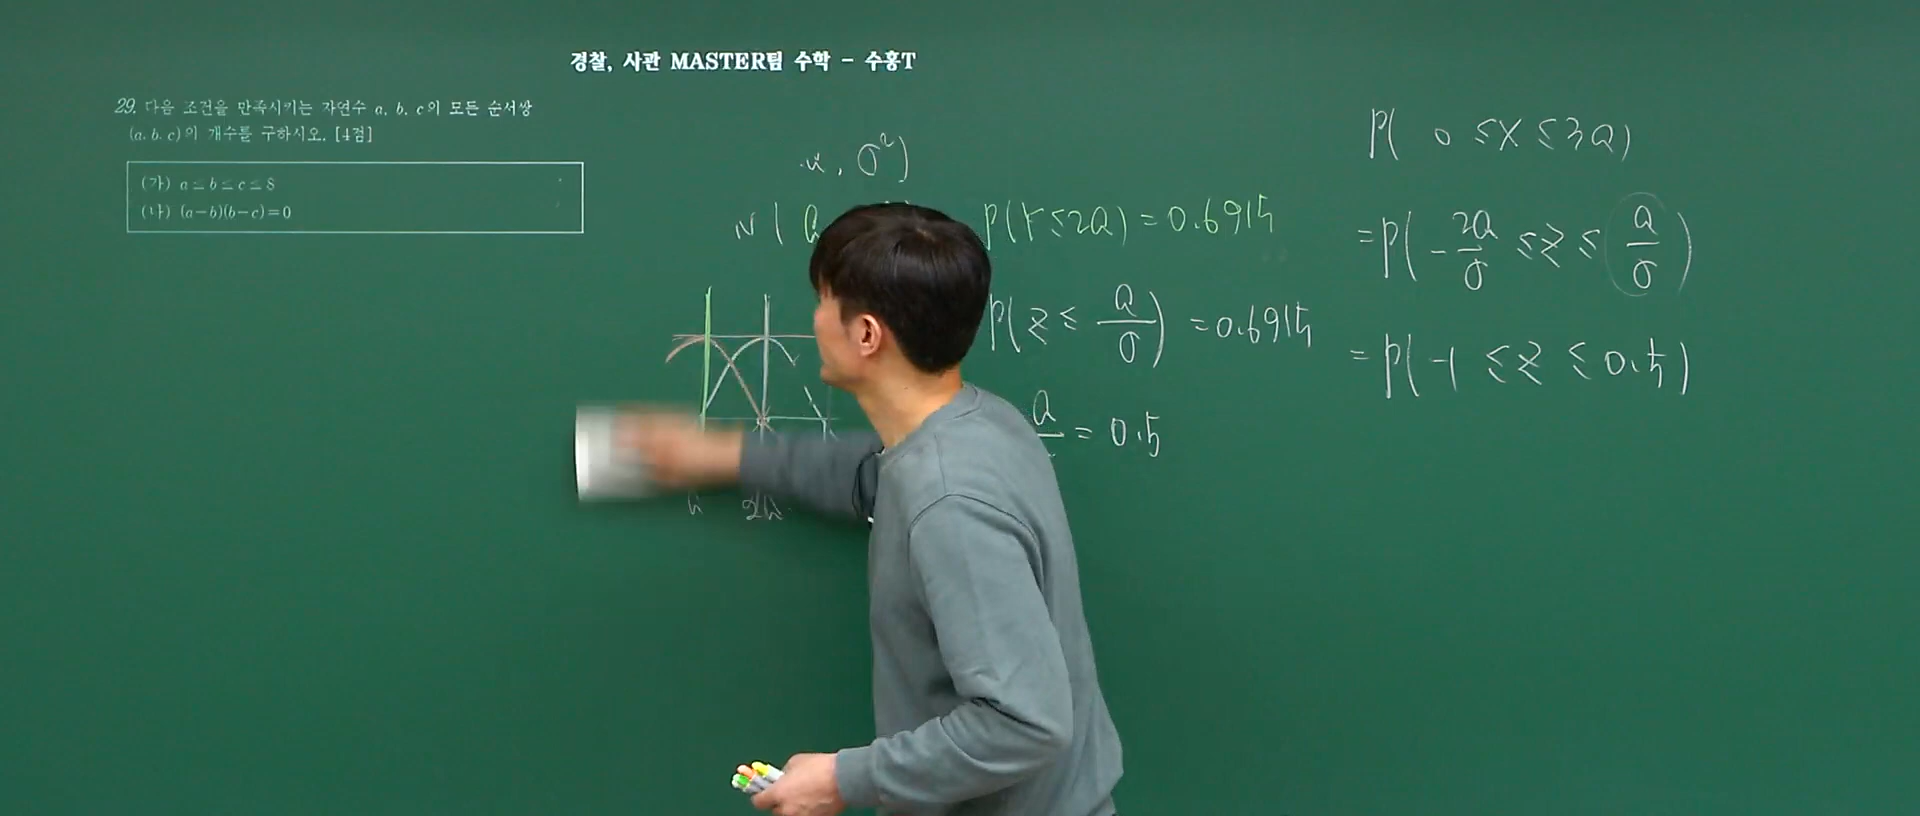 경찰, 사관 MASTER팀 수학 - 수흥T
29. 다음 조건을 만족시키는 자연수 a, b, c의 모든 순서쌍
(a, b, c)의 개수를 구하시오. [4점]
(가) a≤b≤c≤8
(나) (a-b)(b-c)=0
, σ²)
N( a
P(Y≤2a)=0.6915
P(z≤ a/σ) =0.6915
a = 0.5
2a
P( 0≤X≤3a)
=P(-2a/σ ≤z≤ a/σ)
=P(-1 ≤z≤ 0.5)